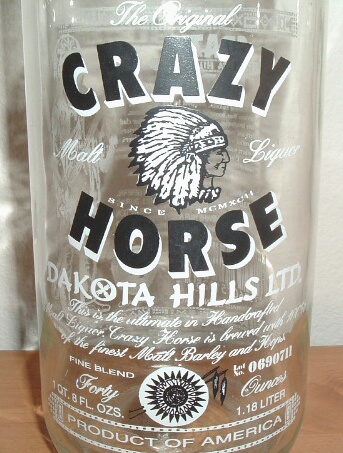 The Original
CRAZY
Malt Liquor
SINCE MCMXCII
HORSE
DAKOTA HILLS LTD.
This is the ultimate in Handcrafted
Malt Liquor. Crazy Horse is brewed with 100%
of the finest Malt Barley and Hops.
FINE BLEND
Lot No. 0690711
Forty Ounces
1 QT. 8 FL. OZS. 1.18 LITER
PRODUCT OF AMERICA